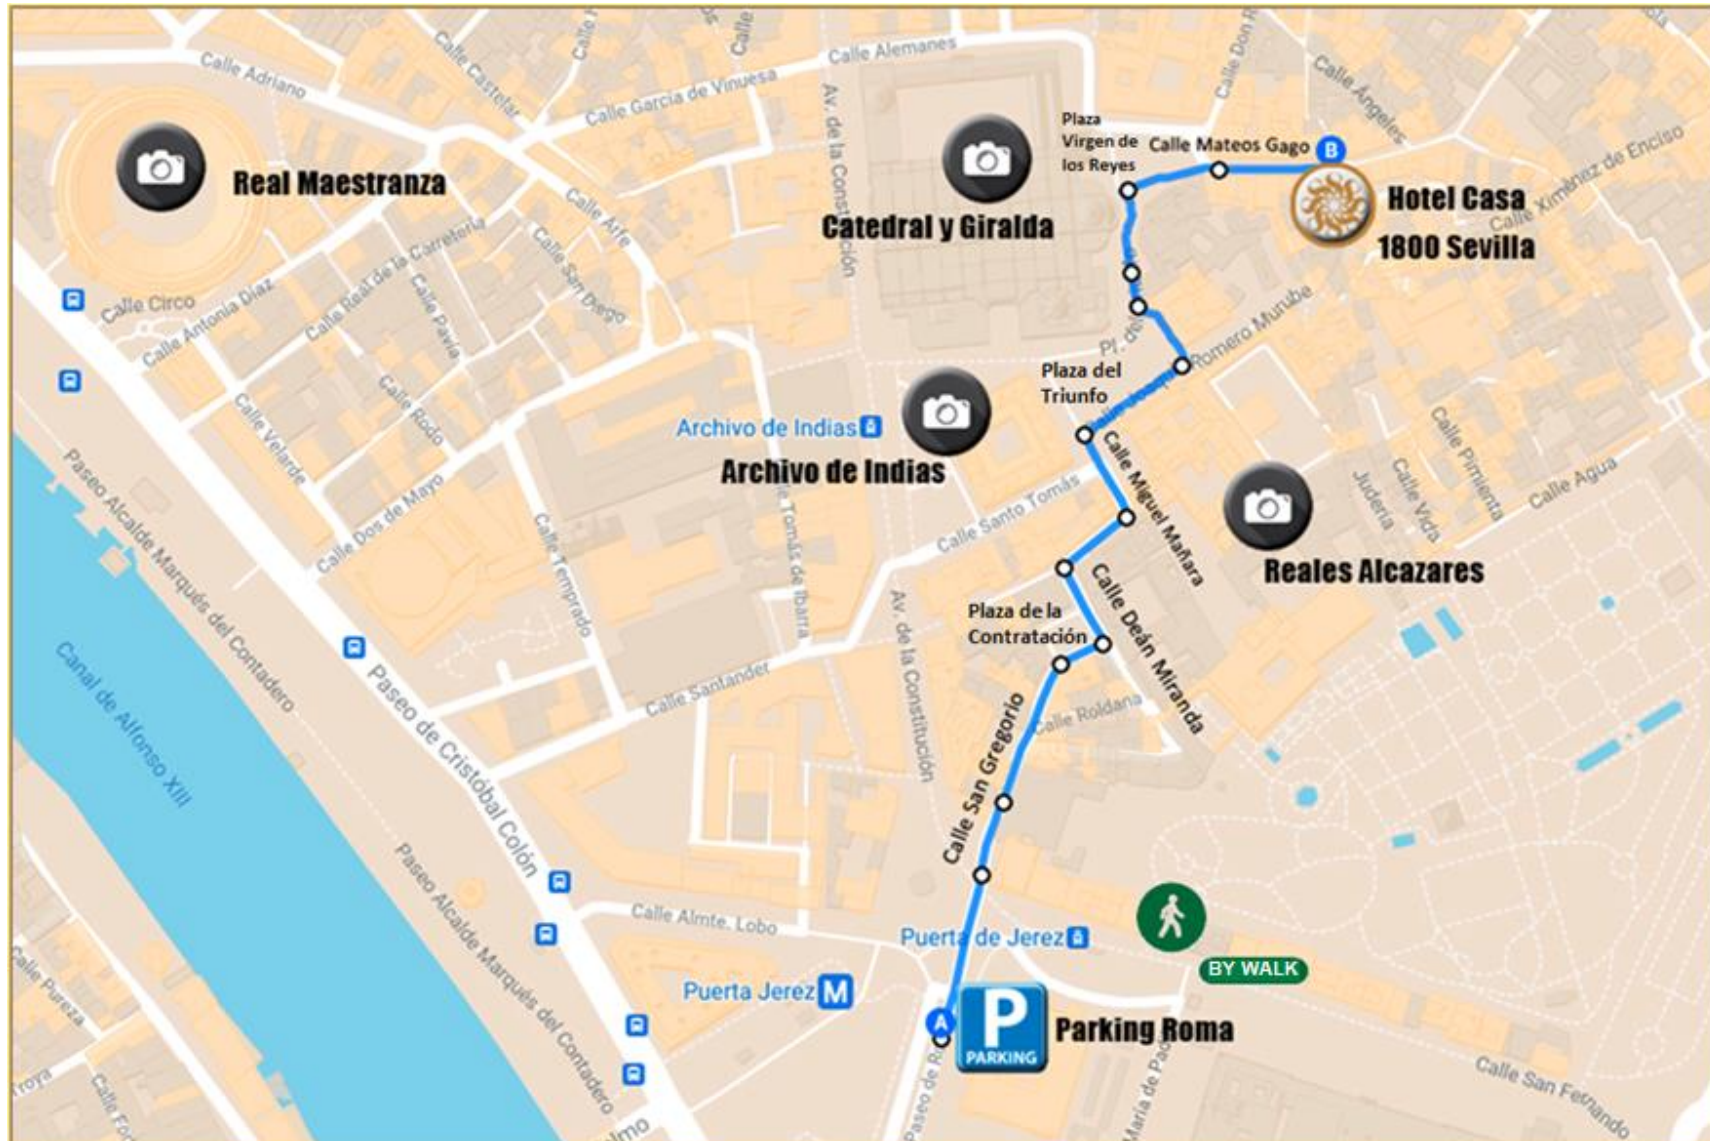 Calle Adriano
Calle Castelar
Calle
Calle García de Vinuesa
Calle Alemanes
Calle Don R
Calle Ángeles
Real Maestranza
Av. de la Constitución
Catedral y Giralda
Plaza
Virgen de
los Reyes
Calle Mateos Gago
B
Hotel Casa
1800 Sevilla
Calle Ximénez de Enciso
Calle Arfe
Calle Real de la Carretería
Calle San Diego
Calle Circo
Calle Antonia Díaz
Calle Pavía
Calle Rodo
Calle Velarde
Calle Dos de Mayo
Romero Murube
Plaza del
Triunfo
Archivo de Indias
Archivo de Indias
Calle Miguel Mañara
Calle Santo Tomás
Reales Alcazares
Judería
Calle Vida
Calle Pimienta
Calle Agua
Paseo Alcalde Marqués del Contadero
Calle Temprado
Tomás de Ibarra
Av. de la Constitución
Plaza de la
Contratación
Calle Deán Miranda
Canal de Alfonso XIII
Paseo de Cristóbal Colón
Calle Santander
Calle Roldana
Calle San Gregorio
Paseo Alcalde Marqués del Contadero
Calle Almte. Lobo
Puerta de Jerez
BY WALK
Puerta Jerez M
A
P
PARKING
Parking Roma
Calle Pureza
Troya
Calle San Fernando